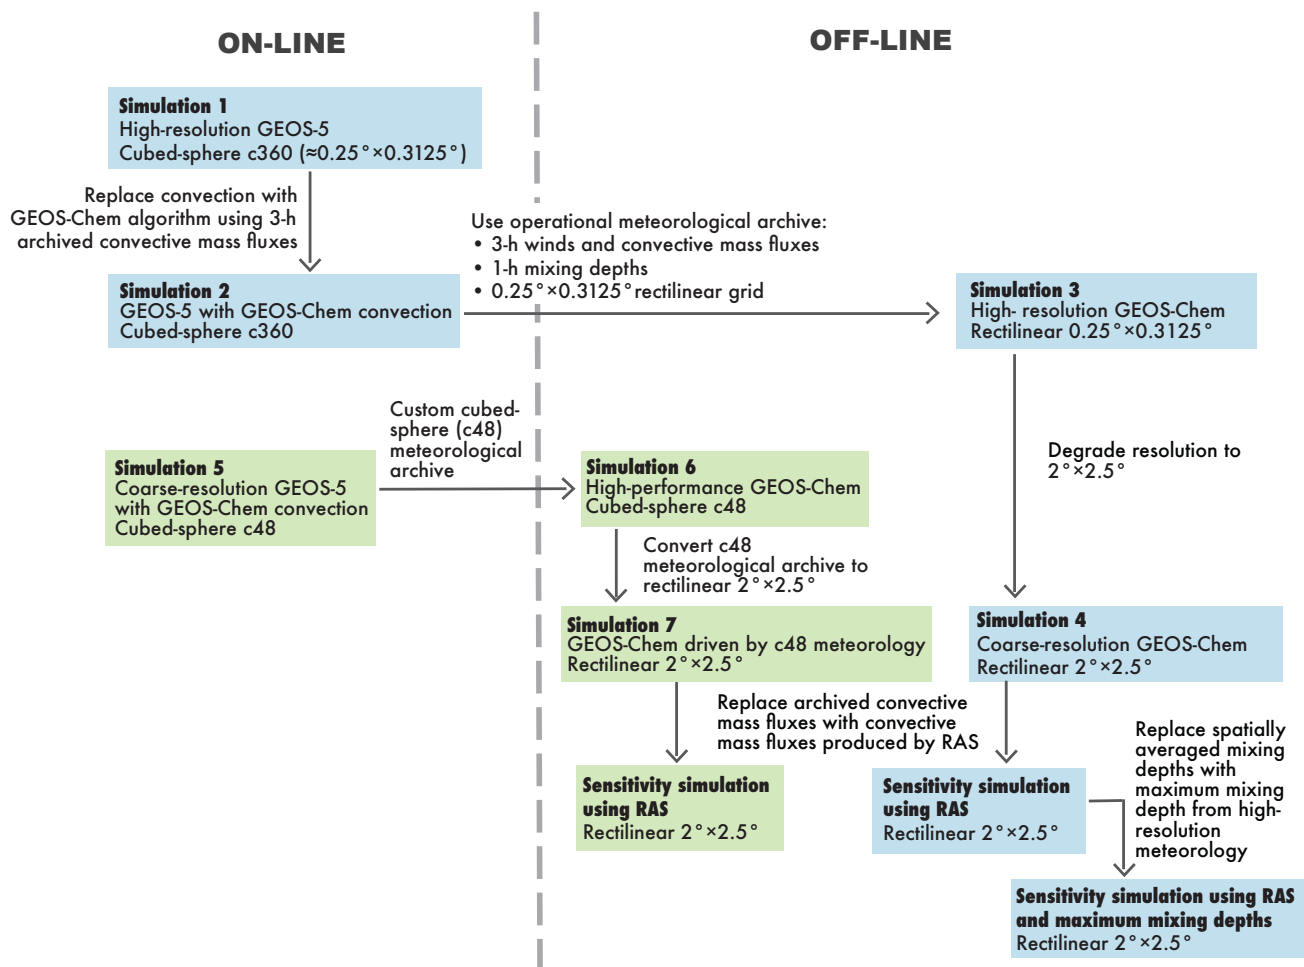 ON-LINE
OFF-LINE
Simulation 1
High-resolution GEOS-5
Cubed-sphere c360 (≈0.25°×0.3125°)
Replace convection with
GEOS-Chem algorithm using 3-h
archived convective mass fluxes
Use operational meteorological archive:
• 3-h winds and convective mass fluxes
• 1-h mixing depths
• 0.25°×0.3125° rectilinear grid
Simulation 2
GEOS-5 with GEOS-Chem convection
Cubed-sphere c360
Simulation 3
High- resolution GEOS-Chem
Rectilinear 0.25°×0.3125°
Custom cubed-
sphere (c48)
meteorological
archive
Degrade resolution to
2°×2.5°
Simulation 5
Coarse-resolution GEOS-5
with GEOS-Chem convection
Cubed-sphere c48
Simulation 6
High-performance GEOS-Chem
Cubed-sphere c48
Convert c48
meteorological archive to
rectilinear 2°×2.5°
Simulation 7
GEOS-Chem driven by c48 meteorology
Rectilinear 2°×2.5°
Simulation 4
Coarse-resolution GEOS-Chem
Rectilinear 2°×2.5°
Replace archived convective
mass fluxes with convective
mass fluxes produced by RAS
Replace spatially
averaged mixing
depths with
maximum mixing
depth from high-
resolution
meteorology
Sensitivity simulation
using RAS
Rectilinear 2°×2.5°
Sensitivity simulation
using RAS
Rectilinear 2°×2.5°
Sensitivity simulation using RAS
and maximum mixing depths
Rectilinear 2°×2.5°